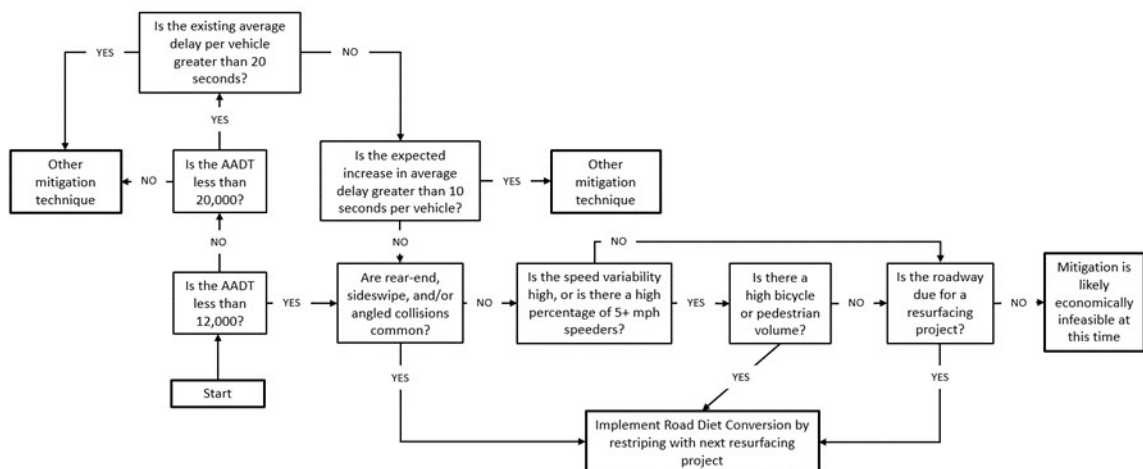 Is the existing average
delay per vehicle
greater than 20
seconds?
YES
NO
YES
Other
mitigation
technique
NO
Is the AADT
less than
20,000?
Is the expected
increase in average
delay greater than 10
seconds per vehicle?
YES
Other
mitigation
technique
NO
NO
NO
Is the AADT
less than
12,000?
YES
Are rear-end,
sideswipe, and/or
angled collisions
common?
NO
Is the speed variability
high, or is there a high
percentage of 5+ mph
speeders?
YES
Is there a
high bicycle
or pedestrian
volume?
NO
Is the roadway
due for a
resurfacing
project?
NO
Mitigation is
likely
economically
infeasible at
this time
Start
YES
YES
YES
Implement Road Diet Conversion by
restriping with next resurfacing
project